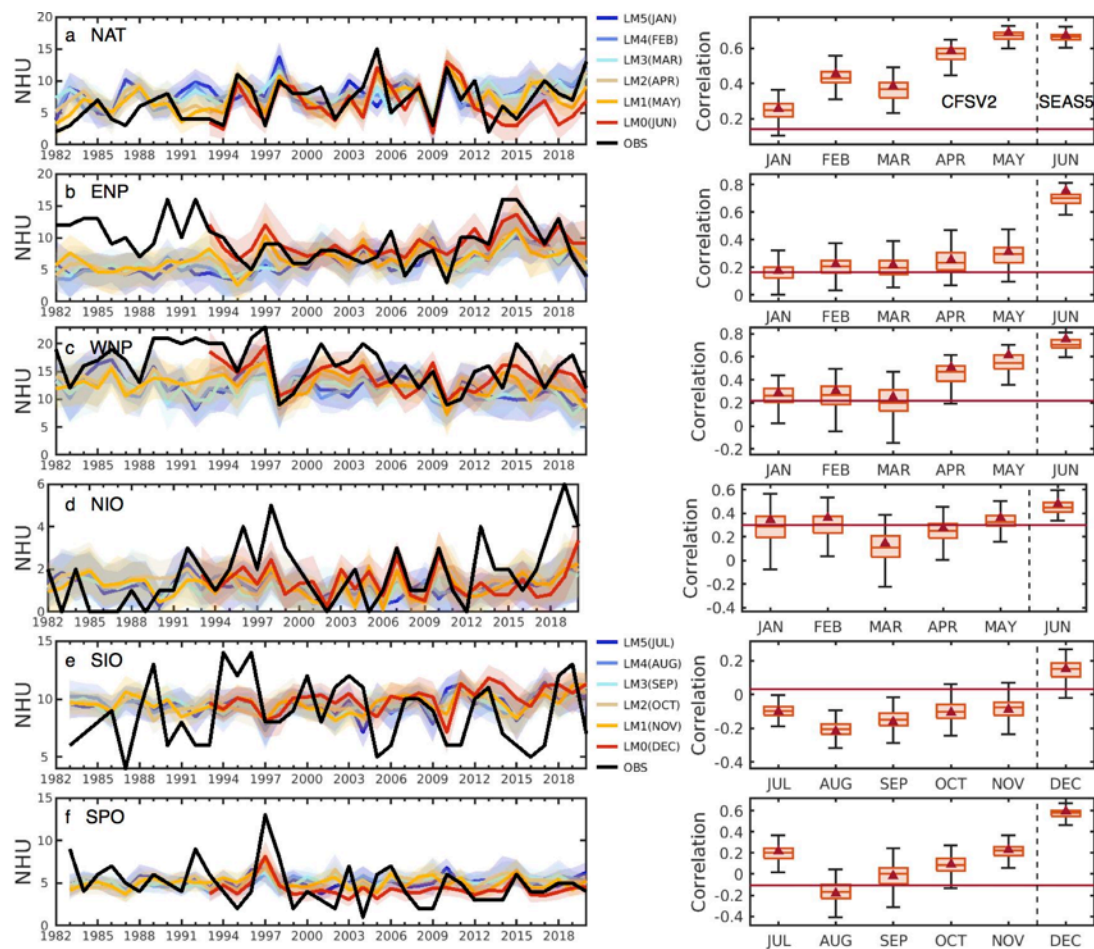 a NAT
NHU
20
15
10
5
0
1982 1985 1988 1991 1994 1997 2000 2003 2006 2009 2012 2015 2018
LM5(JAN)
LM4(FEB)
LM3(MAR)
LM2(APR)
LM1(MAY)
LM0(JUN)
OBS
Correlation
0.6
0.4
0.2
CFSV2 SEAS5
JAN FEB MAR APR MAY JUN
b ENP
NHU
20
15
10
5
0
1982 1985 1988 1991 1994 1997 2000 2003 2006 2009 2012 2015 2018
Correlation
0.8
0.6
0.4
0.2
0
JAN FEB MAR APR MAY JUN
c WNP
NHU
20
15
10
5
0
1982 1985 1988 1991 1994 1997 2000 2003 2006 2009 2012 2015 2018
Correlation
0.8
0.6
0.4
0.2
0
-0.2
JAN FEB MAR APR MAY JUN
d NIO
NHU
6
4
2
0
1982 1985 1988 1991 1994 1997 2000 2003 2006 2009 2012 2015 2018
Correlation
0.6
0.4
0.2
0
-0.2
-0.4
JAN FEB MAR APR MAY JUN
e SIO
NHU
15
10
5
1982 1985 1988 1991 1994 1997 2000 2003 2006 2009 2012 2015 2018
LM5(JUL)
LM4(AUG)
LM3(SEP)
LM2(OCT)
LM1(NOV)
LM0(DEC)
OBS
Correlation
0.2
0
-0.2
-0.4
JUL AUG SEP OCT NOV DEC
f SPO
NHU
15
10
5
0
1982 1985 1988 1991 1994 1997 2000 2003 2006 2009 2012 2015 2018
Correlation
0.6
0.4
0.2
0
-0.2
-0.4
JUL AUG SEP OCT NOV DEC